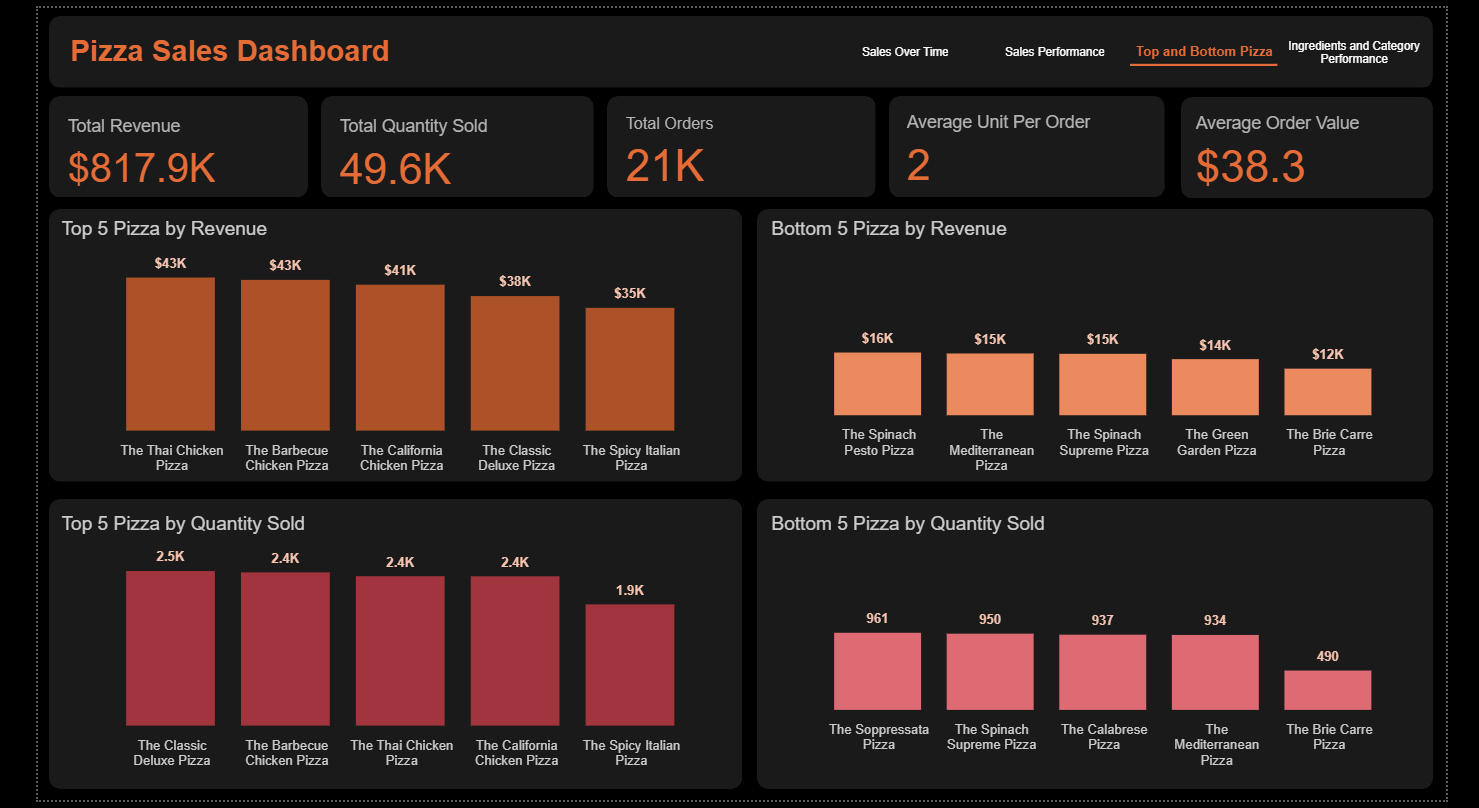 Pizza Sales Dashboard
Sales Over Time
Sales Performance
Top and Bottom Pizza
Ingredients and Category
Performance
Total Revenue
$817.9K
Total Quantity Sold
49.6K
Total Orders
21K
Average Unit Per Order
2
Average Order Value
$38.3
Top 5 Pizza by Revenue
$43K
$43K
$41K
$38K
$35K
The Thai Chicken
Pizza
The Barbecue
Chicken Pizza
The California
Chicken Pizza
The Classic
Deluxe Pizza
The Spicy Italian
Pizza
Bottom 5 Pizza by Revenue
$16K
$15K
$15K
$14K
$12K
The Spinach
Pesto Pizza
The
Mediterranean
Pizza
The Spinach
Supreme Pizza
The Green
Garden Pizza
The Brie Carre
Pizza
Top 5 Pizza by Quantity Sold
2.5K
2.4K
2.4K
2.4K
1.9K
The Classic
Deluxe Pizza
The Barbecue
Chicken Pizza
The Thai Chicken
Pizza
The California
Chicken Pizza
The Spicy Italian
Pizza
Bottom 5 Pizza by Quantity Sold
961
950
937
934
490
The Soppressata
Pizza
The Spinach
Supreme Pizza
The Calabrese
Pizza
The
Mediterranean
Pizza
The Brie Carre
Pizza